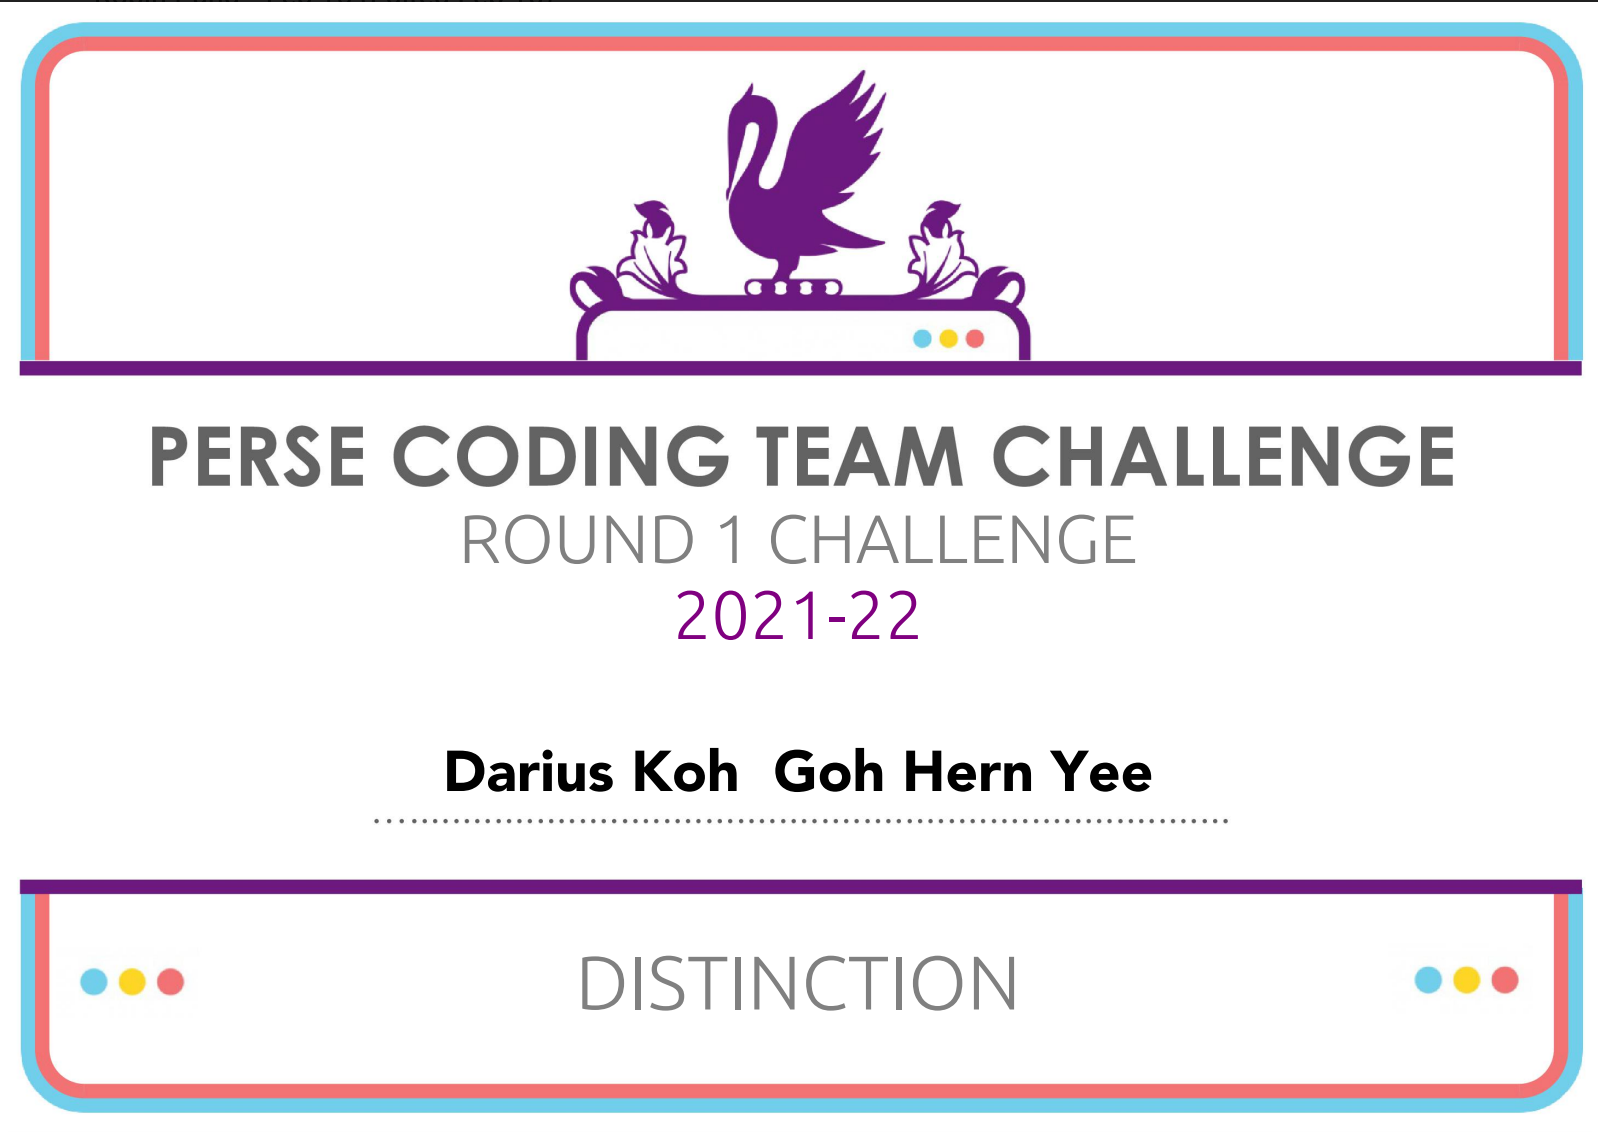 PERSE CODING TEAM CHALLENGE
ROUND 1 CHALLENGE
2021-22
Darius Koh  Goh Hern Yee
DISTINCTION